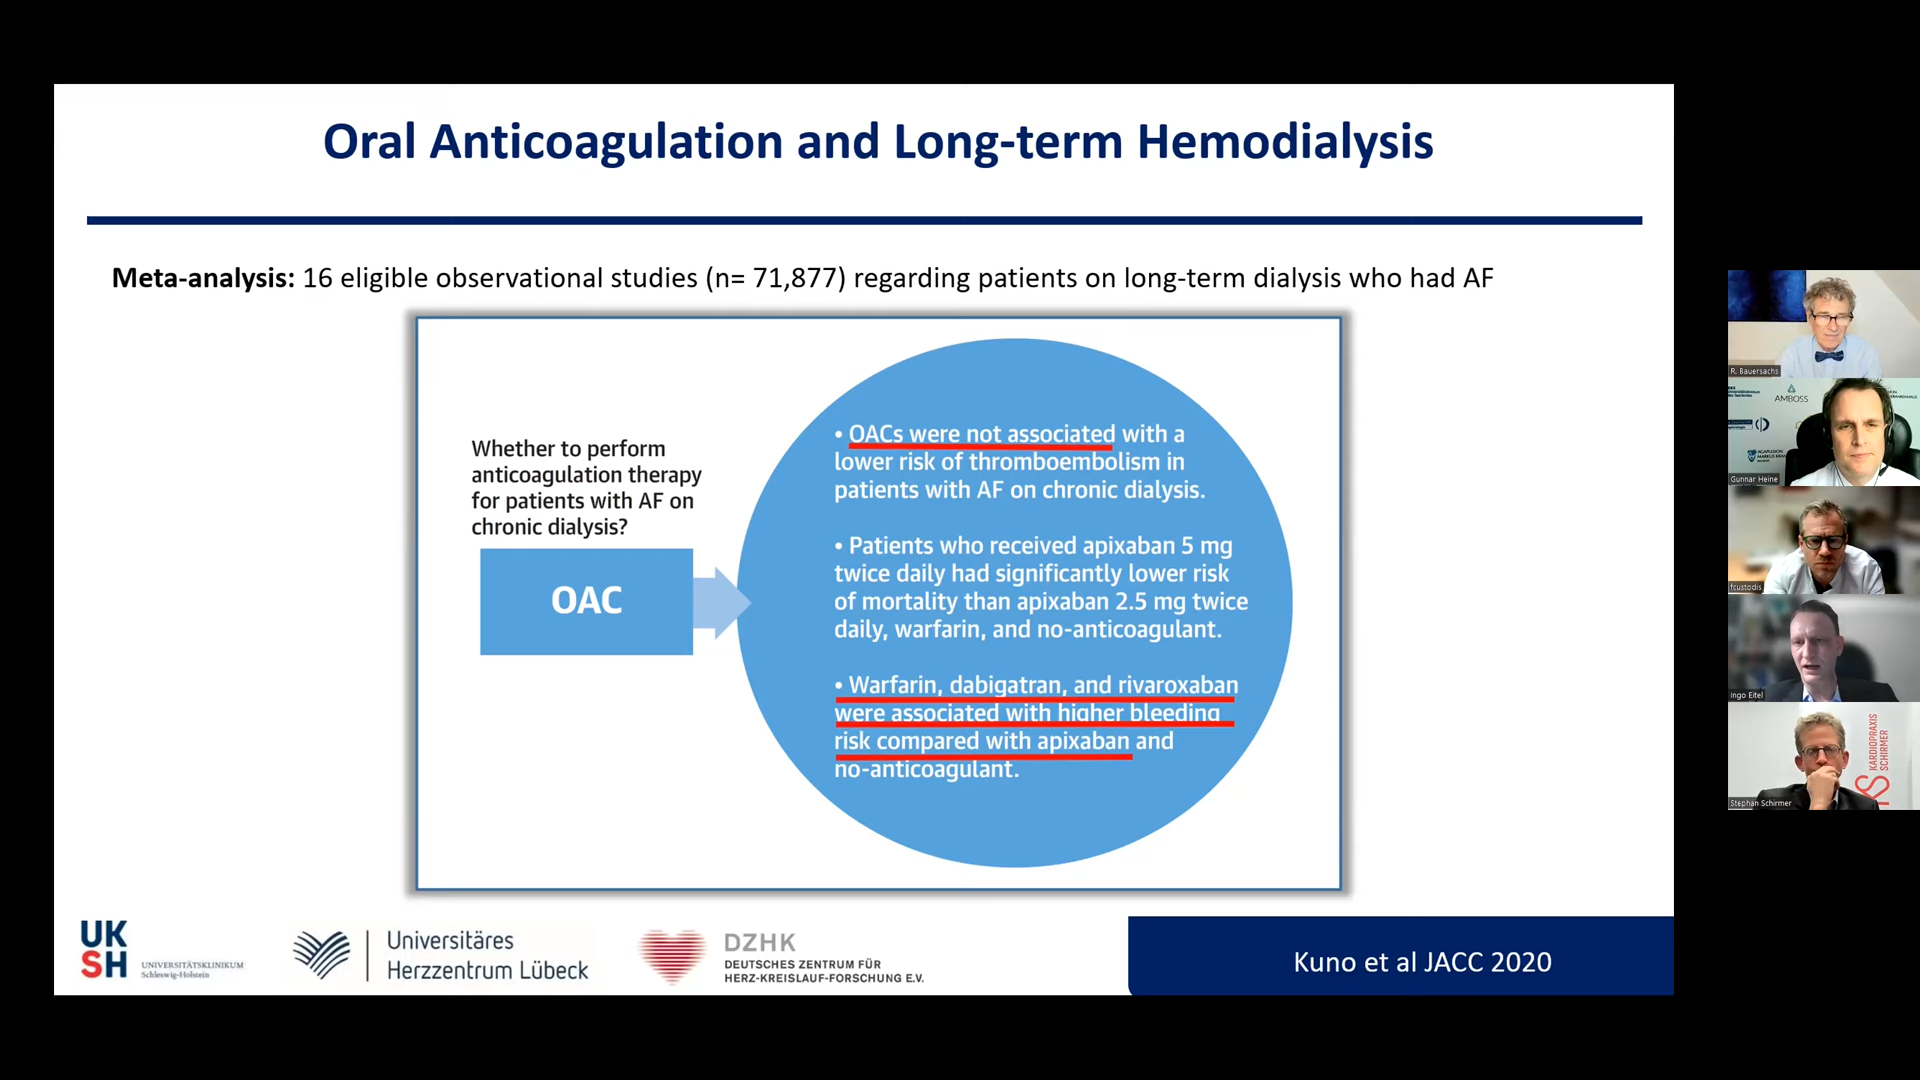 Oral Anticoagulation and Long-term Hemodialysis
Meta-analysis: 16 eligible observational studies (n= 71,877) regarding patients on long-term dialysis who had AF
Whether to perform
anticoagulation therapy
for patients with AF on
chronic dialysis?
OAC
• OACs were not associated with a
lower risk of thromboembolism in
patients with AF on chronic dialysis.
• Patients who received apixaban 5 mg
twice daily had significantly lower risk
of mortality than apixaban 2.5 mg twice
daily, warfarin, and no-anticoagulant.
• Warfarin, dabigatran, and rivaroxaban
were associated with higher bleeding
risk compared with apixaban and
no-anticoagulant.
UK
SH
UNIVERSITÄTSKLINIKUM
Schleswig-Holstein
Universitäres
Herzzentrum Lübeck
DZHK
DEUTSCHES ZENTRUM FÜR
HERZ-KREISLAUF-FORSCHUNG E.V.
Kuno et al JACC 2020
R. Bauersachs
AMBOSS
Gunnar Heine
fcustodis
Ingo Eitel
KARDIOPRAXIS
SCHIRMER
Stephan Schirmer